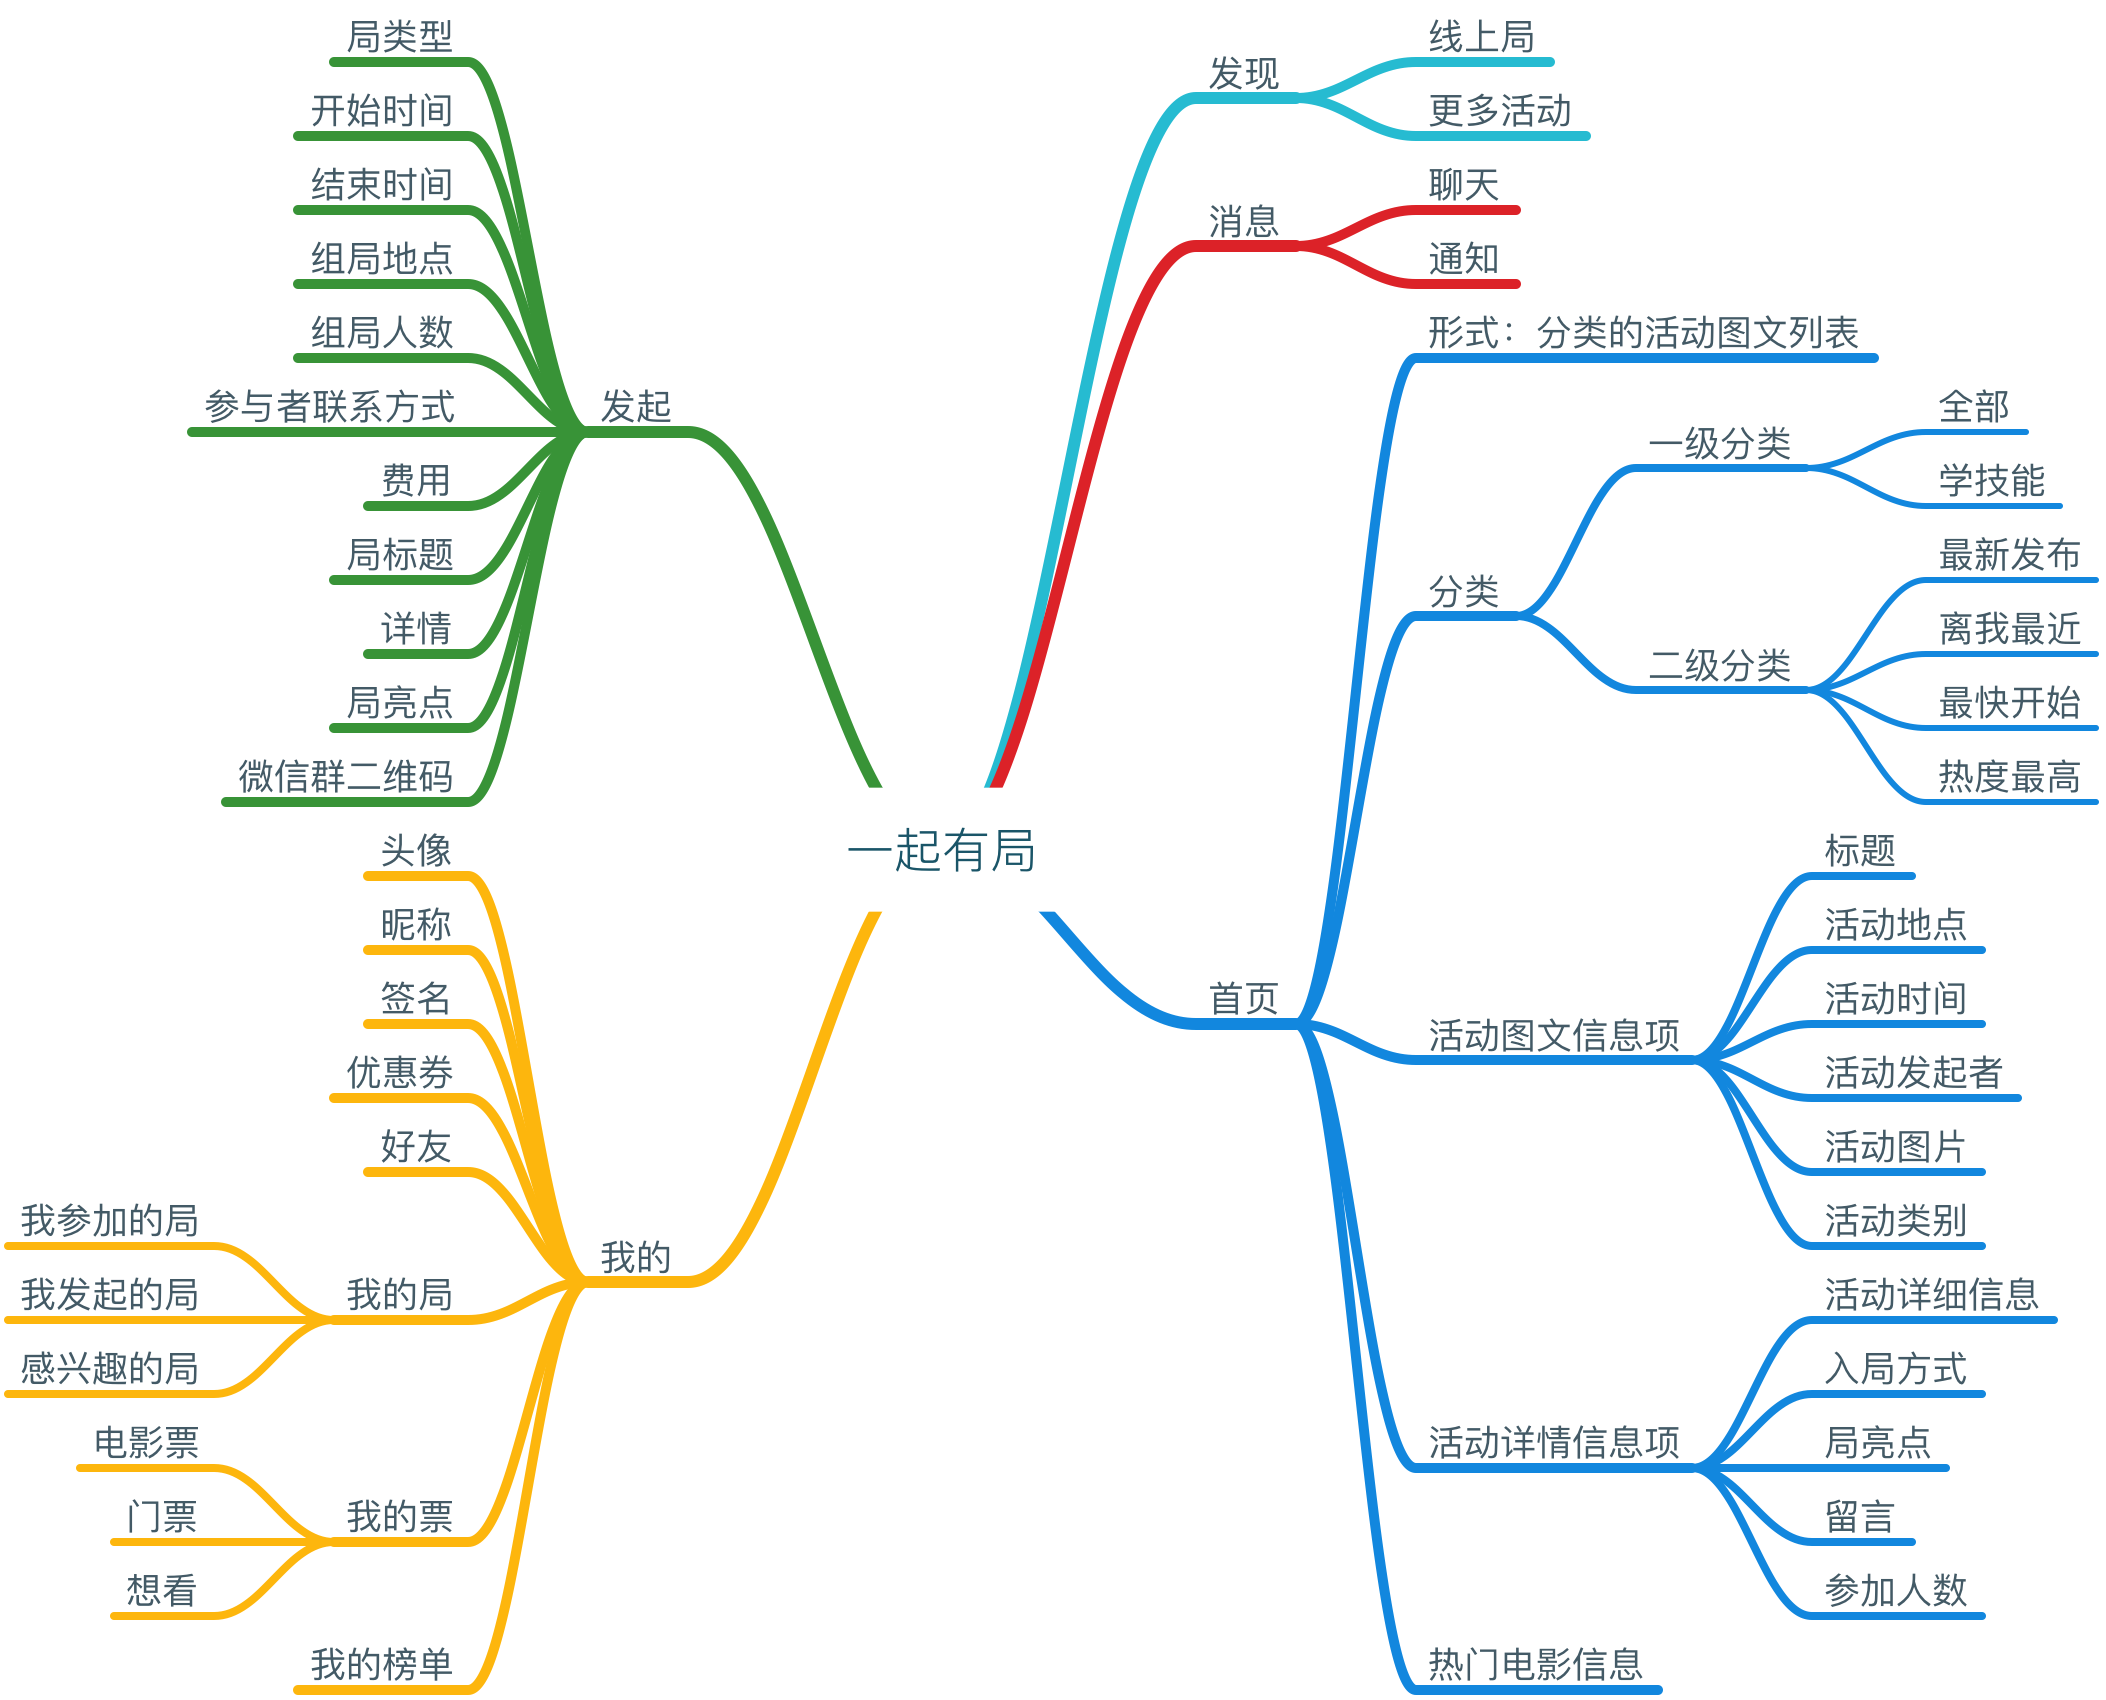 一起有局
发现
线上局
更多活动
消息
聊天
通知
首页
形式：分类的活动图文列表
分类
一级分类
全部
学技能
二级分类
最新发布
离我最近
最快开始
热度最高
活动图文信息项
标题
活动地点
活动时间
活动发起者
活动图片
活动类别
活动详情信息项
活动详细信息
入局方式
局亮点
留言
参加人数
热门电影信息
发起
局类型
开始时间
结束时间
组局地点
组局人数
参与者联系方式
费用
局标题
详情
局亮点
微信群二维码
我的
头像
昵称
签名
优惠券
好友
我的局
我参加的局
我发起的局
感兴趣的局
我的票
电影票
门票
想看
我的榜单